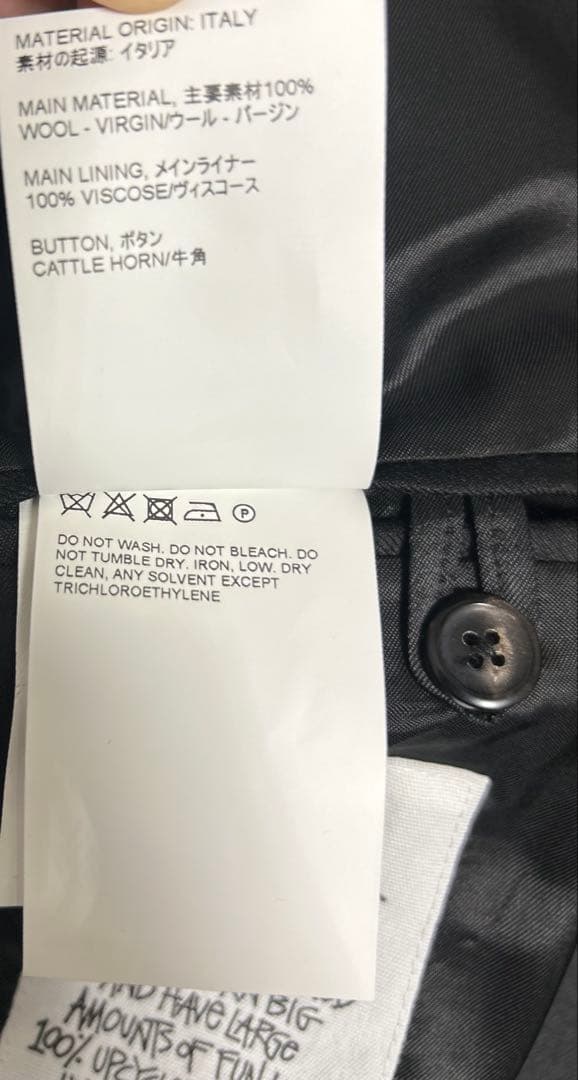 MATERIAL ORIGIN: ITALY
素材の起源: イタリア
MAIN MATERIAL, 主要素材100%
WOOL - VIRGIN/ウール - バージン
MAIN LINING, メインライナー
100% VISCOSE/ヴィスコース
BUTTON, ボタン
CATTLE HORN/牛角
P
DO NOT WASH. DO NOT BLEACH. DO
NOT TUMBLE DRY. IRON, LOW. DRY
CLEAN, ANY SOLVENT EXCEPT
TRICHLOROETHYLENE
BIG
AND HAVE LARGE
AMOUNTS OF FUN
100%